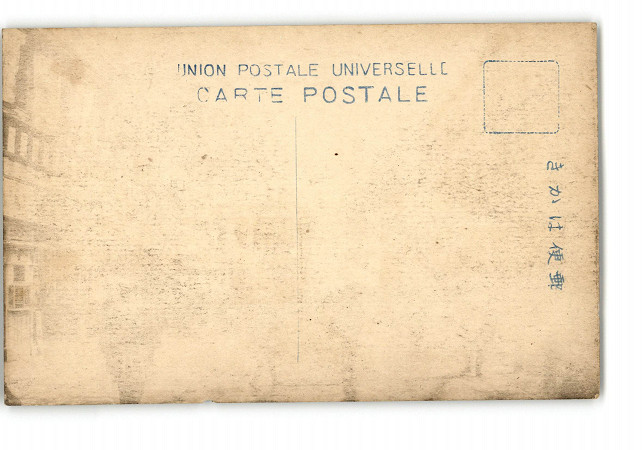 UNION POSTALE UNIVERSELLE
CARTE POSTALE
郵便はかき